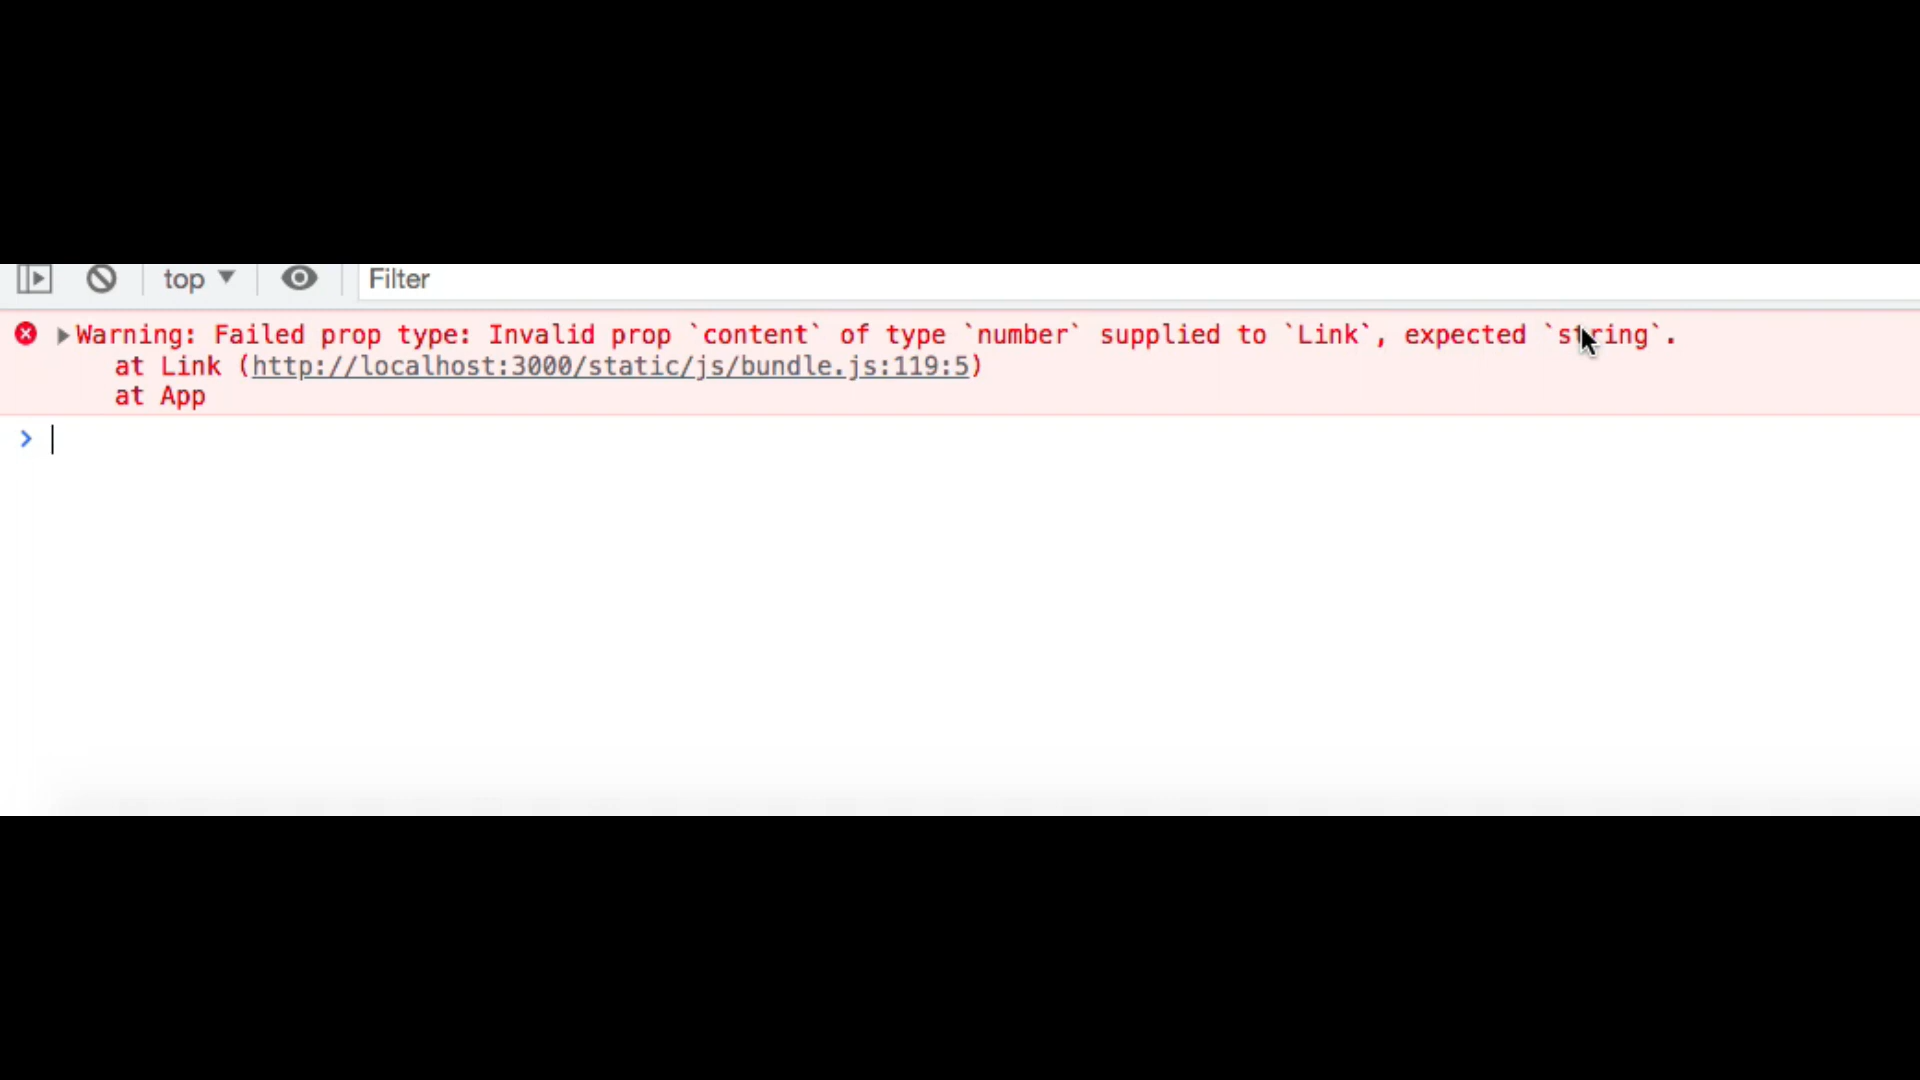 top ▼ Filter
▶Warning: Failed prop type: Invalid prop `content` of type `number` supplied to `Link`, expected `string`.
at Link (http://localhost:3000/static/js/bundle.js:119:5)
at App
>